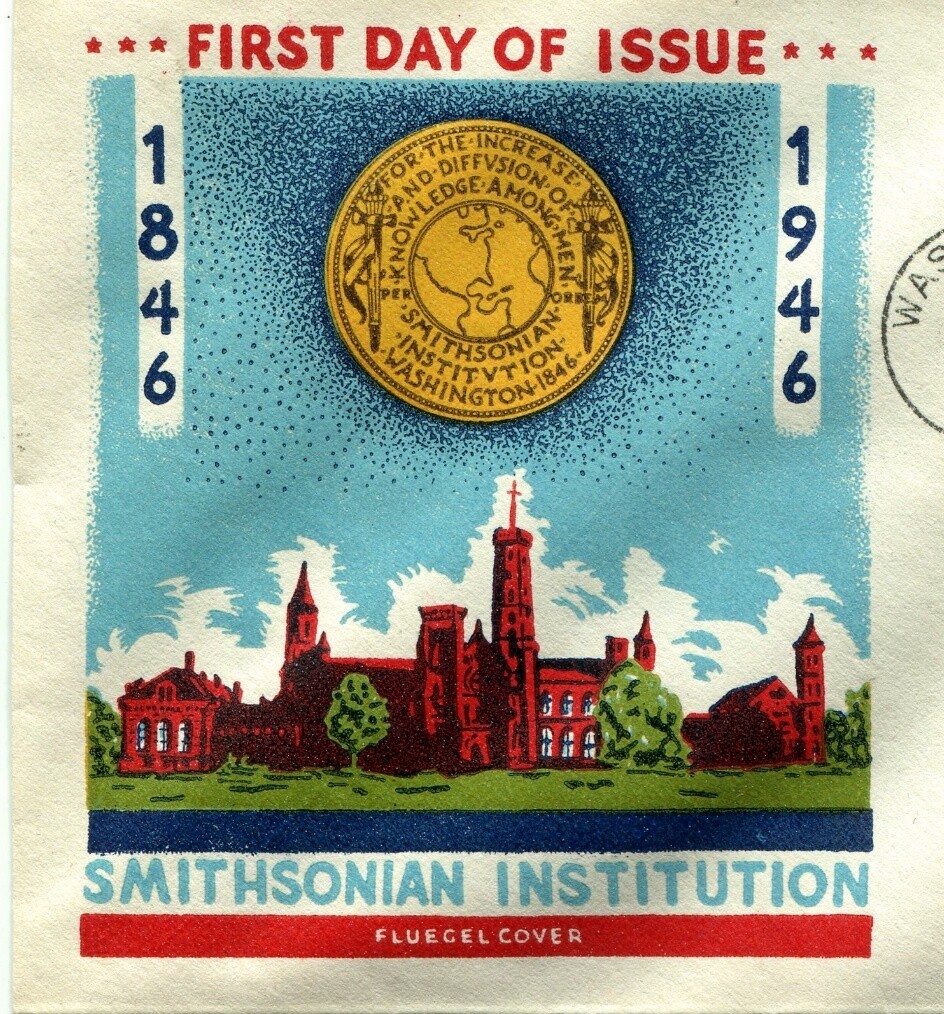 * * * FIRST DAY OF ISSUE * * *
1846
1946
FOR·THE·INCREASE
·AND·DIFFVSION·OF·
·KNOWLEDGE·AMONG·MEN·
PER ORBEM
·SMITHSONIAN·
·INSTITVTION·
·WASHINGTON·1846·
WAS
SMITHSONIAN INSTITUTION
FLUEGEL COVER